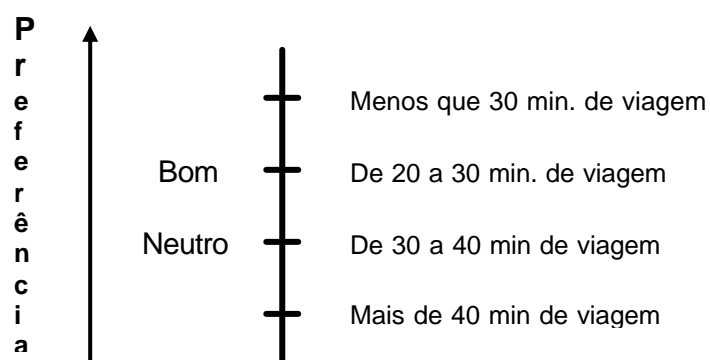 Preferência
Menos que 30 min. de viagem
Bom
De 20 a 30 min. de viagem
Neutro
De 30 a 40 min de viagem
Mais de 40 min de viagem